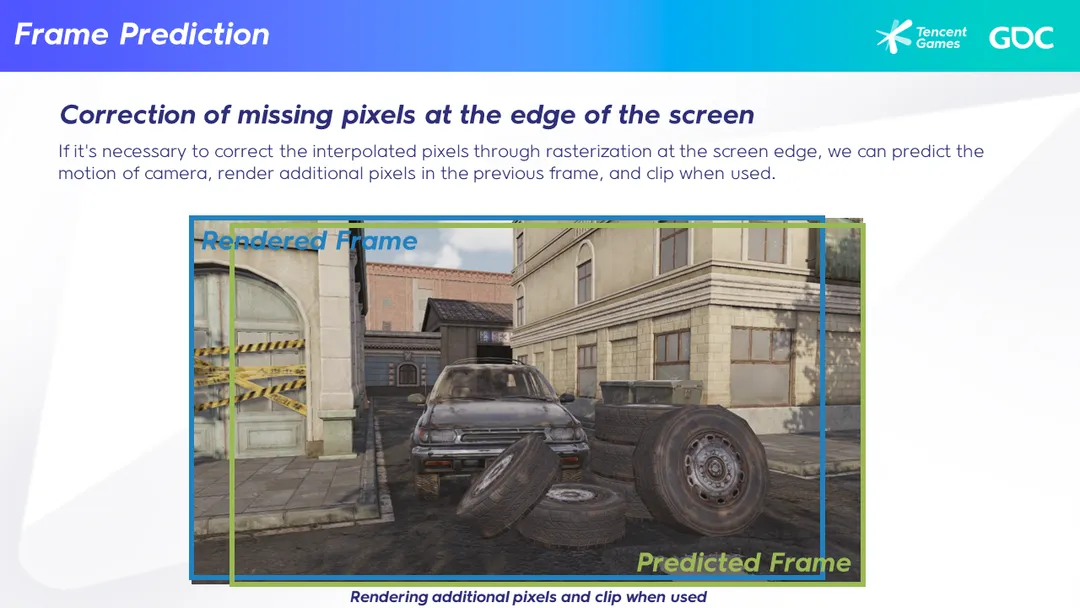 Frame Prediction
Tencent
Games
GDC
Correction of missing pixels at the edge of the screen
If it's necessary to correct the interpolated pixels through rasterization at the screen edge, we can predict the
motion of camera, render additional pixels in the previous frame, and clip when used.
Rendered Frame
Predicted Frame
Rendering additional pixels and clip when used